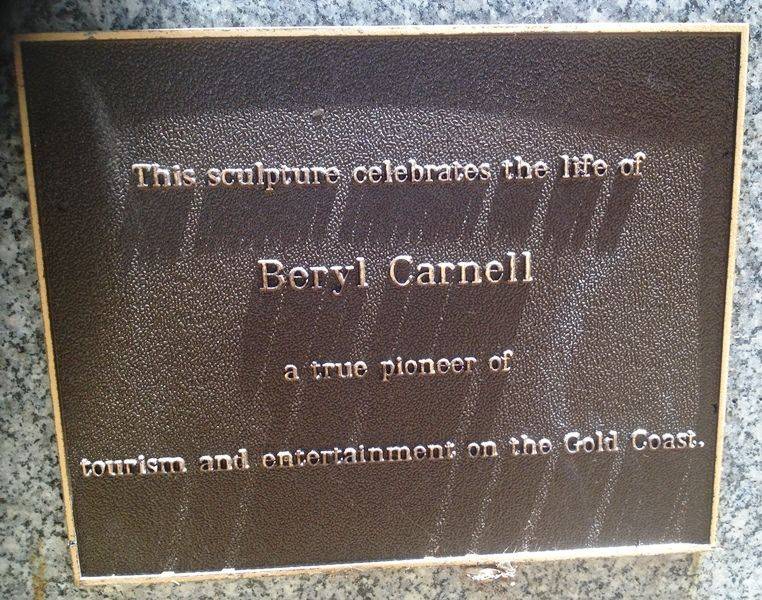 This sculpture celebrates the life of
Beryl Carnell
a true pioneer of
tourism and entertainment on the Gold Coast.